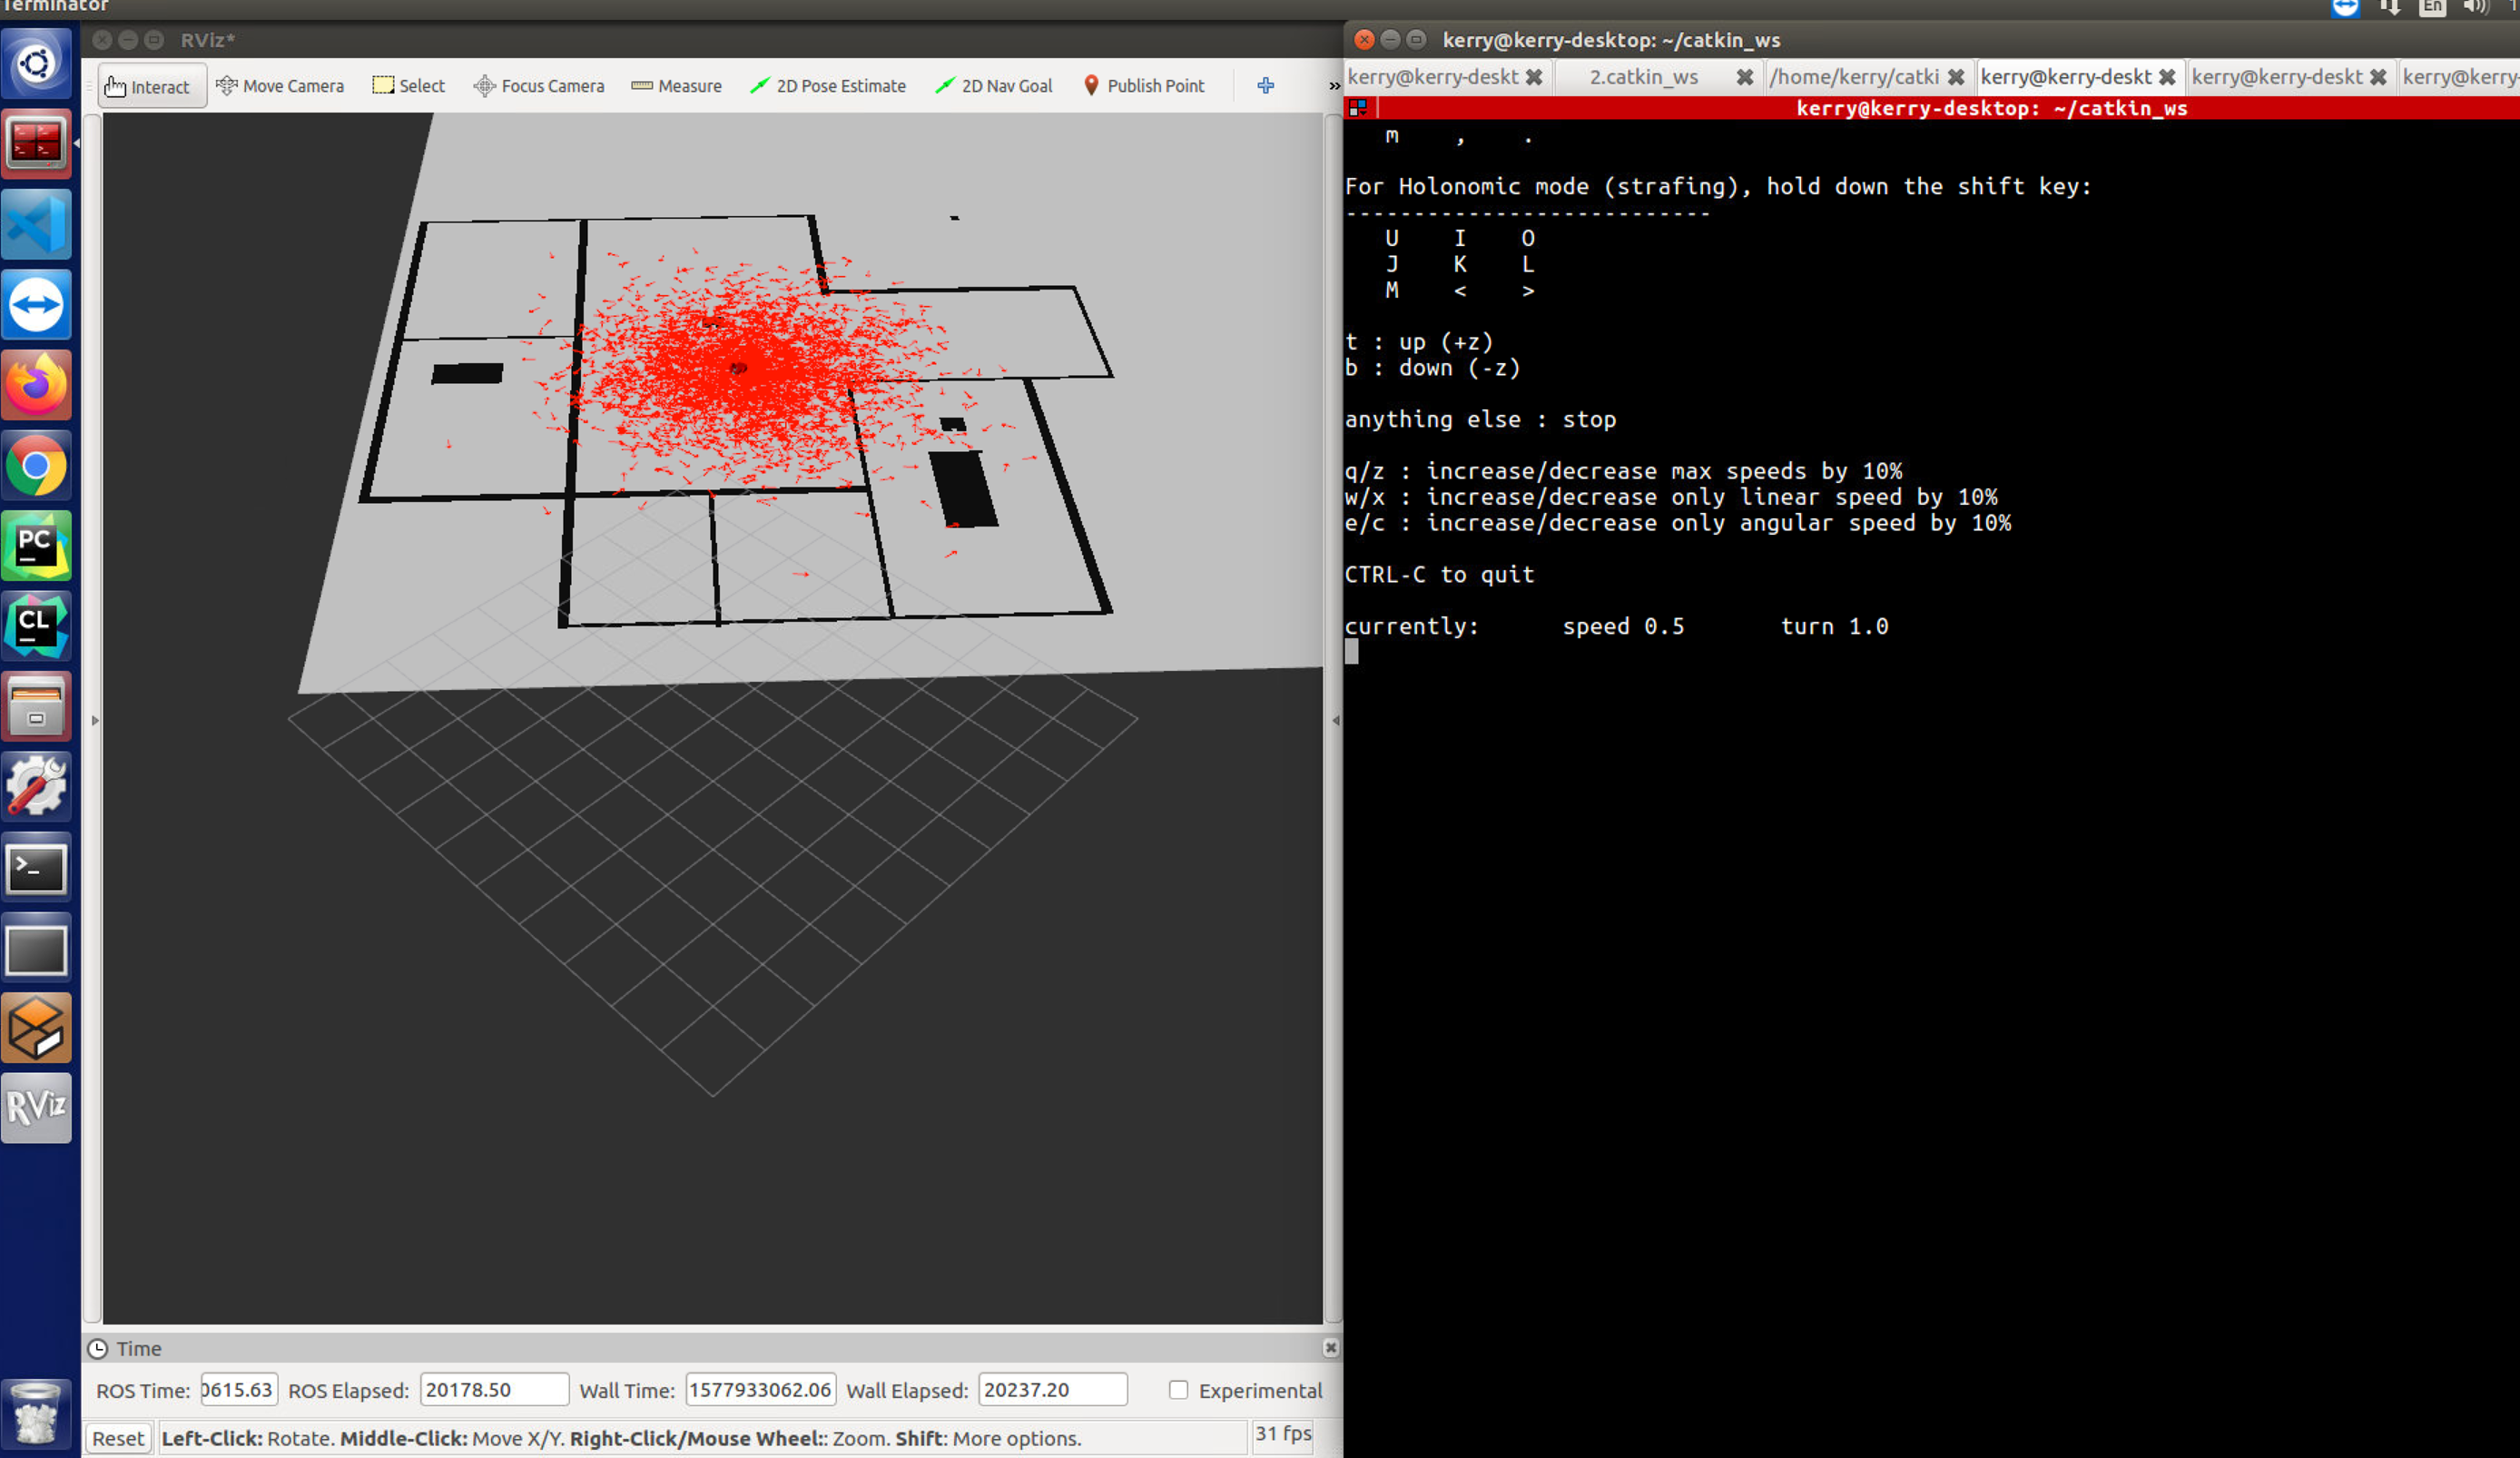 Terminator
En
RViz*
kerry@kerry-desktop: ~/catkin_ws
Interact
Move Camera
Select
Focus Camera
Measure
2D Pose Estimate
2D Nav Goal
Publish Point
»
kerry@kerry-deskt
2.catkin_ws
/home/kerry/catki
kerry@kerry-deskt
kerry@kerry-deskt
kerry@kerry-
kerry@kerry-desktop: ~/catkin_ws
m , .
For Holonomic mode (strafing), hold down the shift key:
---------------------------
U I O
J K L
M < >
t : up (+z)
b : down (-z)
anything else : stop
q/z : increase/decrease max speeds by 10%
w/x : increase/decrease only linear speed by 10%
e/c : increase/decrease only angular speed by 10%
CTRL-C to quit
currently: speed 0.5 turn 1.0
PC
CL
>_
RViz
Time
ROS Time: 0615.63 ROS Elapsed: 20178.50 Wall Time: 1577933062.06 Wall Elapsed: 20237.20 Experimental
Reset Left-Click: Rotate. Middle-Click: Move X/Y. Right-Click/Mouse Wheel:: Zoom. Shift: More options. 31 fps